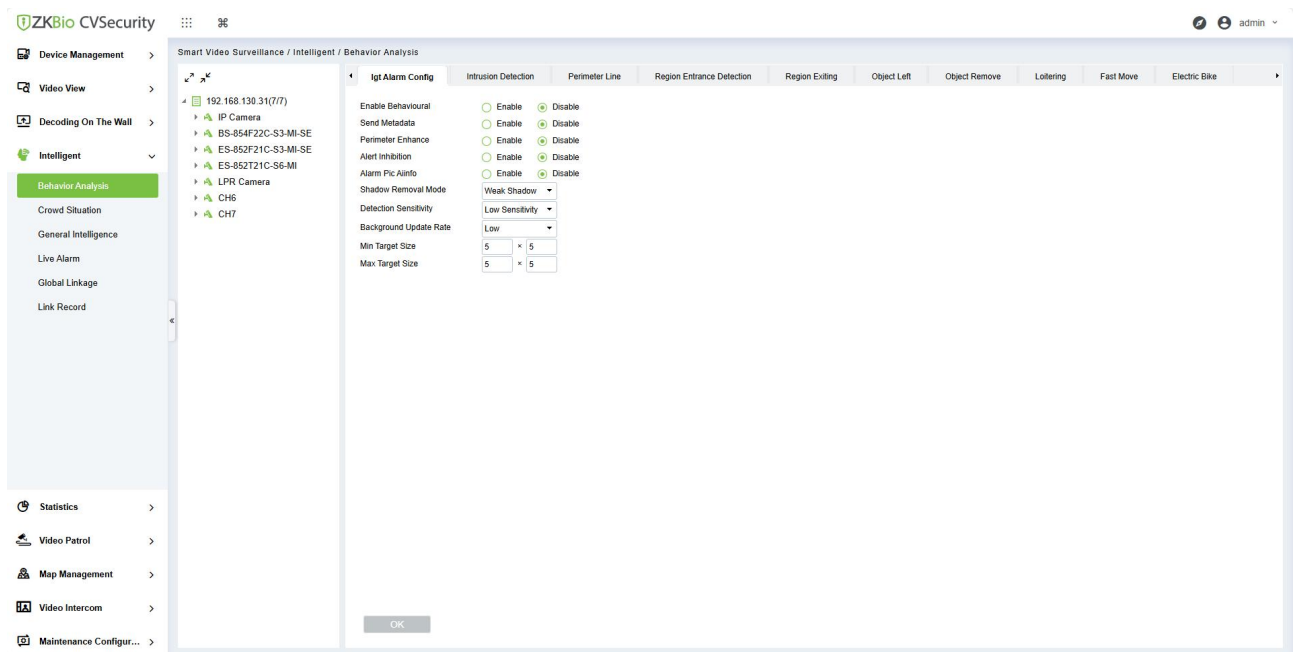 ZKBio CVSecurity
admin
Device Management
Video View
Decoding On The Wall
Intelligent
Behavior Analysis
Crowd Situation
General Intelligence
Live Alarm
Global Linkage
Link Record
Statistics
Video Patrol
Map Management
Video Intercom
Maintenance Configur...
Smart Video Surveillance / Intelligent / Behavior Analysis
192.168.130.31(7/7)
IP Camera
BS-854F22C-S3-MI-SE
ES-852F21C-S3-MI-SE
ES-852T21C-S6-MI
LPR Camera
CH6
CH7
Igt Alarm Config Intrusion Detection Perimeter Line Region Entrance Detection Region Exiting Object Left Object Remove Loitering Fast Move Electric Bike
Enable Behavioural Enable Disable
Send Metadata Enable Disable
Perimeter Enhance Enable Disable
Alert Inhibition Enable Disable
Alarm Pic Aiinfo Enable Disable
Shadow Removal Mode Weak Shadow
Detection Sensitivity Low Sensitivity
Background Update Rate Low
Min Target Size 5 × 5
Max Target Size 5 × 5
OK